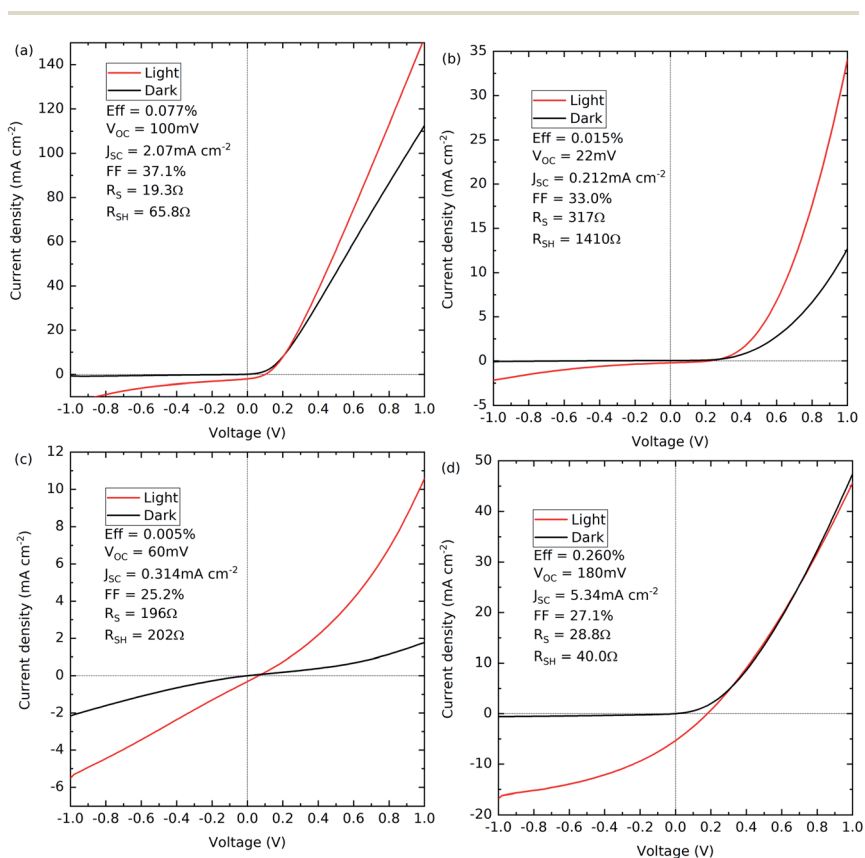 (a)
140
120
100
80
60
40
20
0
Current density (mA cm⁻²)
Light
Dark
Eff = 0.077%
V_OC = 100mV
J_SC = 2.07mA cm⁻²
FF = 37.1%
R_S = 19.3Ω
R_SH = 65.8Ω
-1.0 -0.8 -0.6 -0.4 -0.2 0.0 0.2 0.4 0.6 0.8 1.0
Voltage (V)
(b)
35
30
25
20
15
10
5
0
-5
Current density (mA cm⁻²)
Light
Dark
Eff = 0.015%
V_OC = 22mV
J_SC = 0.212mA cm⁻²
FF = 33.0%
R_S = 317Ω
R_SH = 1410Ω
-1.0 -0.8 -0.6 -0.4 -0.2 0.0 0.2 0.4 0.6 0.8 1.0
Voltage (V)
(c)
12
10
8
6
4
2
0
-2
-4
-6
Current density (mA cm⁻²)
Light
Dark
Eff = 0.005%
V_OC = 60mV
J_SC = 0.314mA cm⁻²
FF = 25.2%
R_S = 196Ω
R_SH = 202Ω
-1.0 -0.8 -0.6 -0.4 -0.2 0.0 0.2 0.4 0.6 0.8 1.0
Voltage (V)
(d)
50
40
30
20
10
0
-10
-20
Current density (mA cm⁻²)
Light
Dark
Eff = 0.260%
V_OC = 180mV
J_SC = 5.34mA cm⁻²
FF = 27.1%
R_S = 28.8Ω
R_SH = 40.0Ω
-1.0 -0.8 -0.6 -0.4 -0.2 0.0 0.2 0.4 0.6 0.8 1.0
Voltage (V)